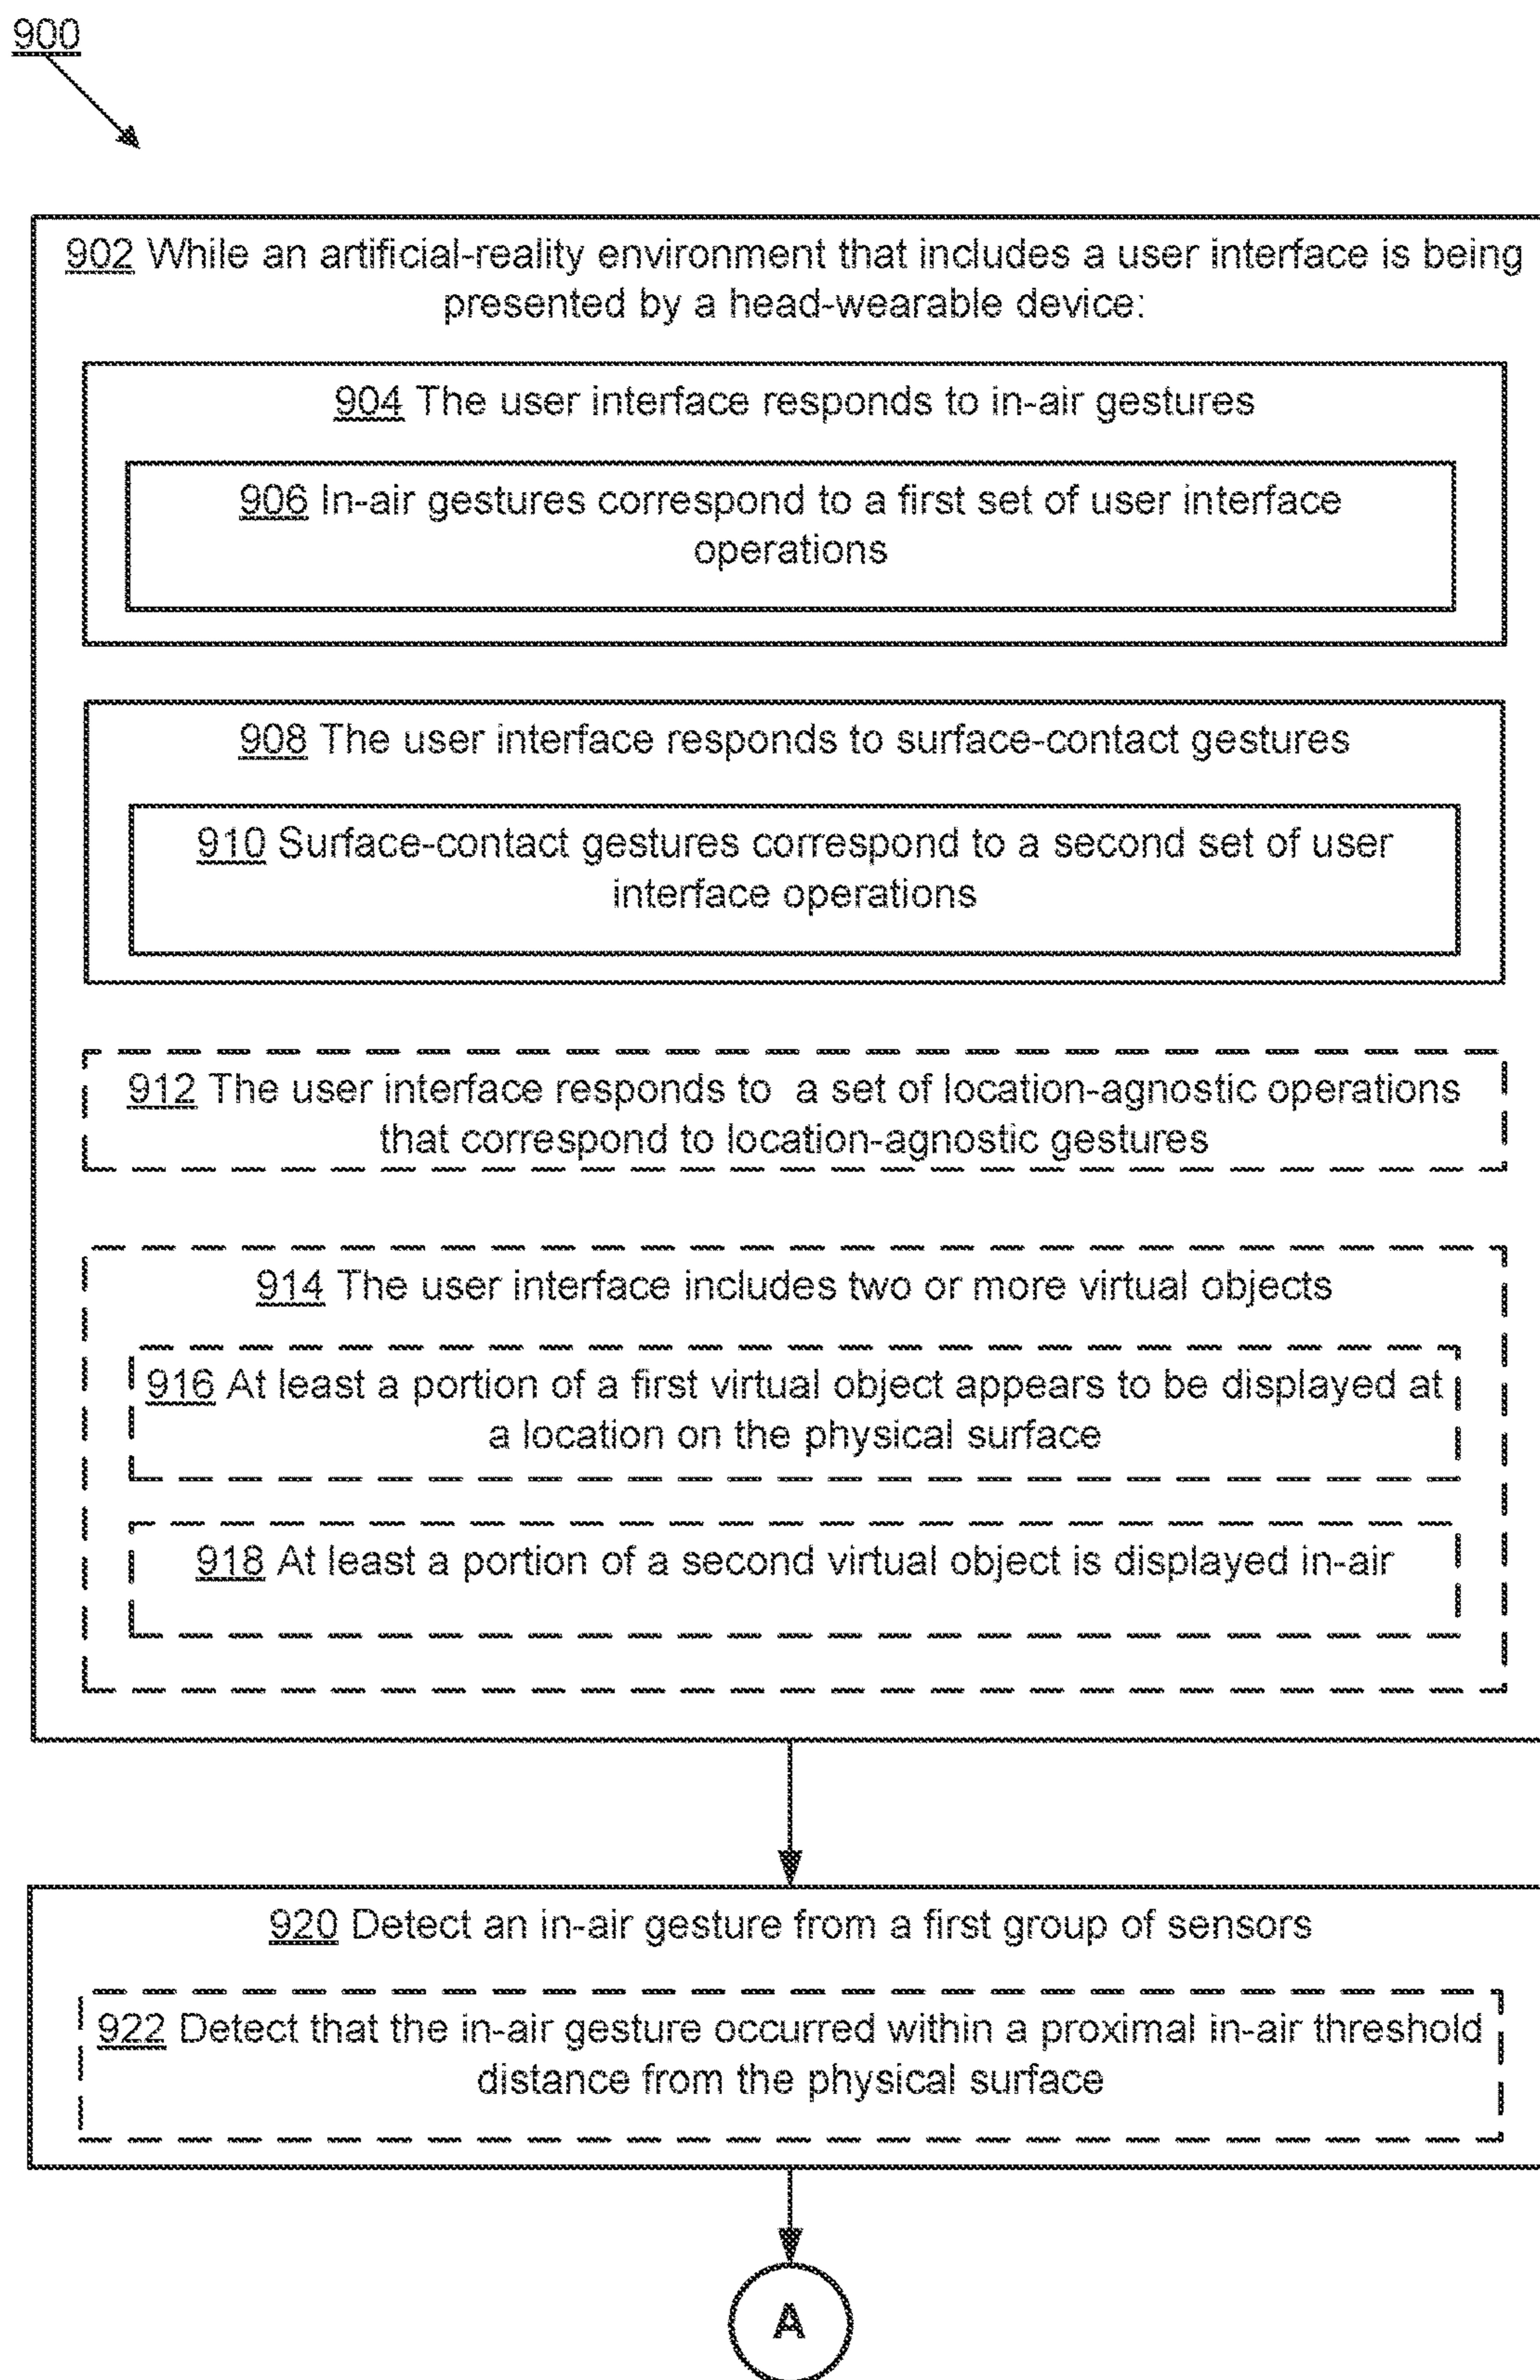 900
902 While an artificial-reality environment that includes a user interface is being
presented by a head-wearable device:
904 The user interface responds to in-air gestures
906 In-air gestures correspond to a first set of user interface
operations
908 The user interface responds to surface-contact gestures
910 Surface-contact gestures correspond to a second set of user
interface operations
912 The user interface responds to a set of location-agnostic operations
that correspond to location-agnostic gestures
914 The user interface includes two or more virtual objects
916 At least a portion of a first virtual object appears to be displayed at
a location on the physical surface
918 At least a portion of a second virtual object is displayed in-air
920 Detect an in-air gesture from a first group of sensors
922 Detect that the in-air gesture occurred within a proximal in-air threshold
distance from the physical surface
A